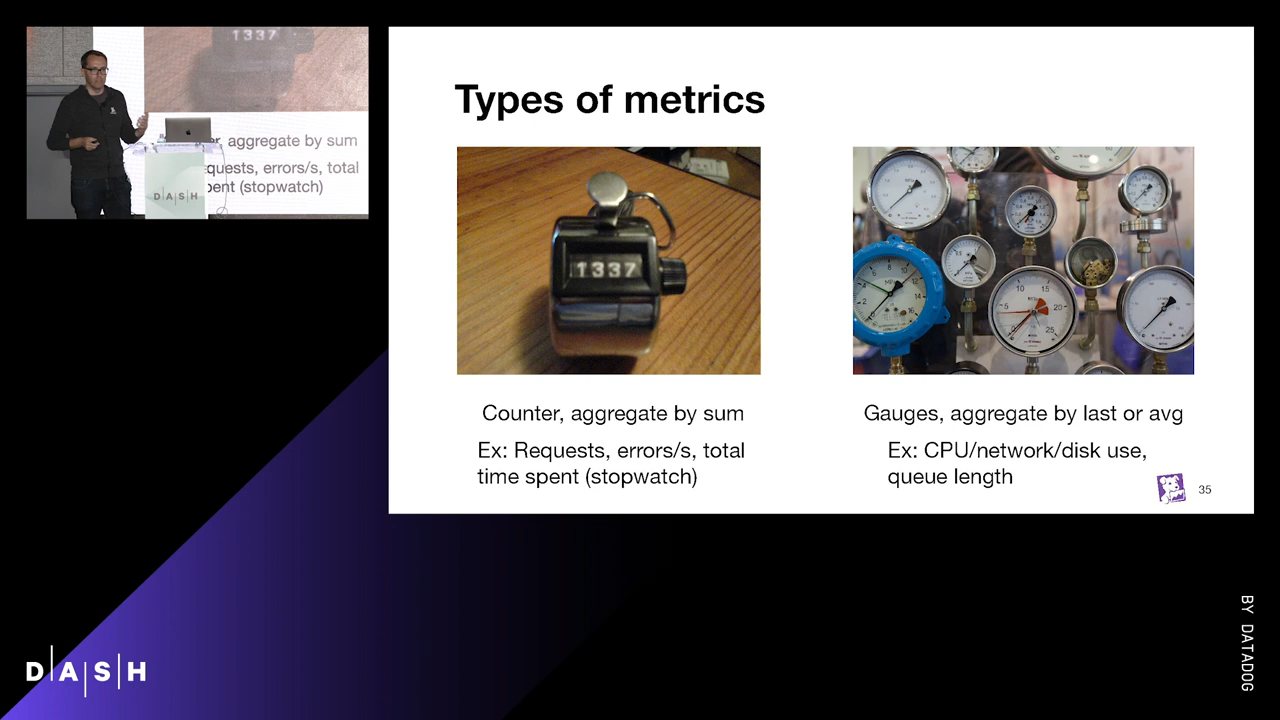 1337
er, aggregate by sum
quests, errors/s, total
pent (stopwatch)
D|A|S|H
Types of metrics
1337
Counter, aggregate by sum
Ex: Requests, errors/s, total
time spent (stopwatch)
Gauges, aggregate by last or avg
Ex: CPU/network/disk use,
queue length
35
D|A|S|H
BY DATADOG